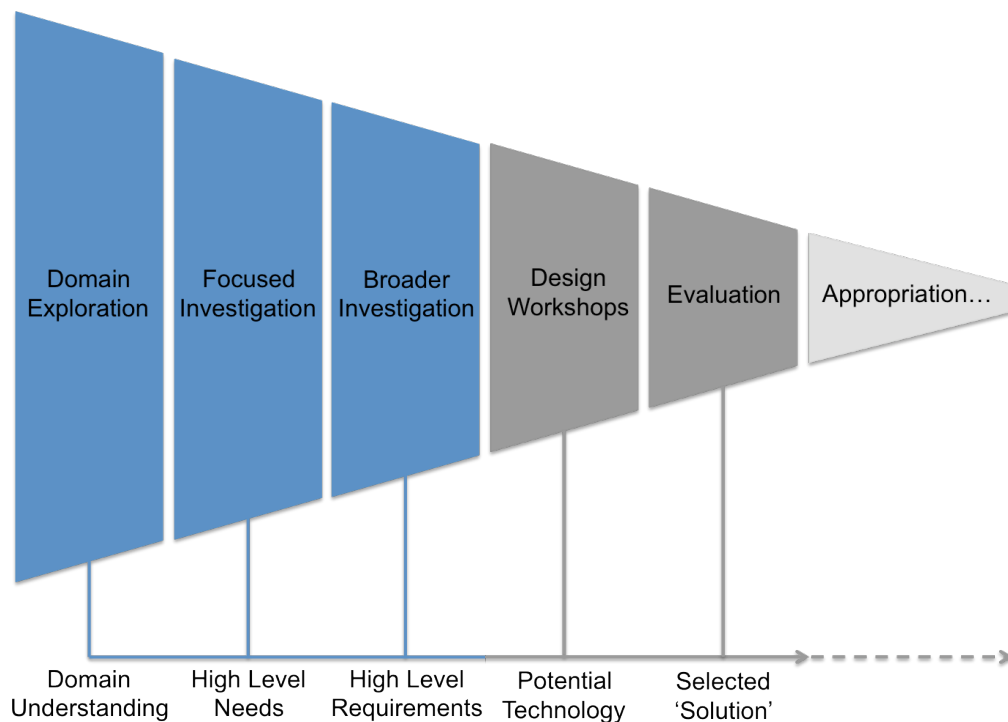 Domain
Exploration
Focused
Investigation
Broader
Investigation
Design
Workshops
Evaluation
Appropriation…
Domain
Understanding
High Level
Needs
High Level
Requirements
Potential
Technology
Selected
‘Solution’